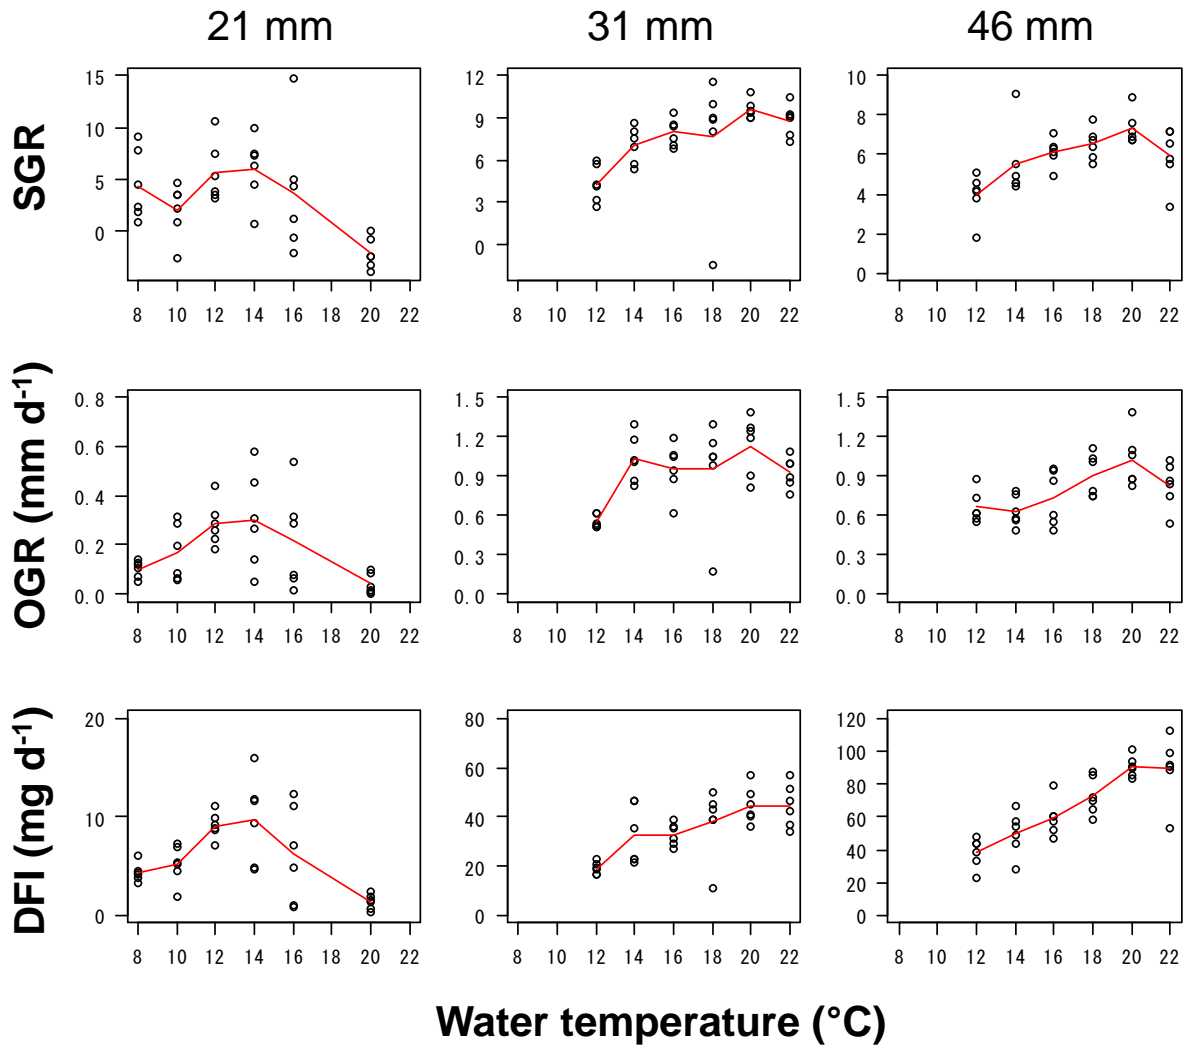 21 mm 31 mm 46 mm
SGR
15 10 5 0
8 10 12 14 16 18 20 22
12 9 6 3 0
8 10 12 14 16 18 20 22
10 8 6 4 2 0
8 10 12 14 16 18 20 22
OGR (mm d-1)
0.8 0.6 0.4 0.2 0.0
8 10 12 14 16 18 20 22
1.5 1.2 0.9 0.6 0.3 0.0
8 10 12 14 16 18 20 22
1.5 1.2 0.9 0.6 0.3 0.0
8 10 12 14 16 18 20 22
DFI (mg d-1)
20 10 0
8 10 12 14 16 18 20 22
80 60 40 20 0
8 10 12 14 16 18 20 22
120 100 80 60 40 20 0
8 10 12 14 16 18 20 22
Water temperature (°C)